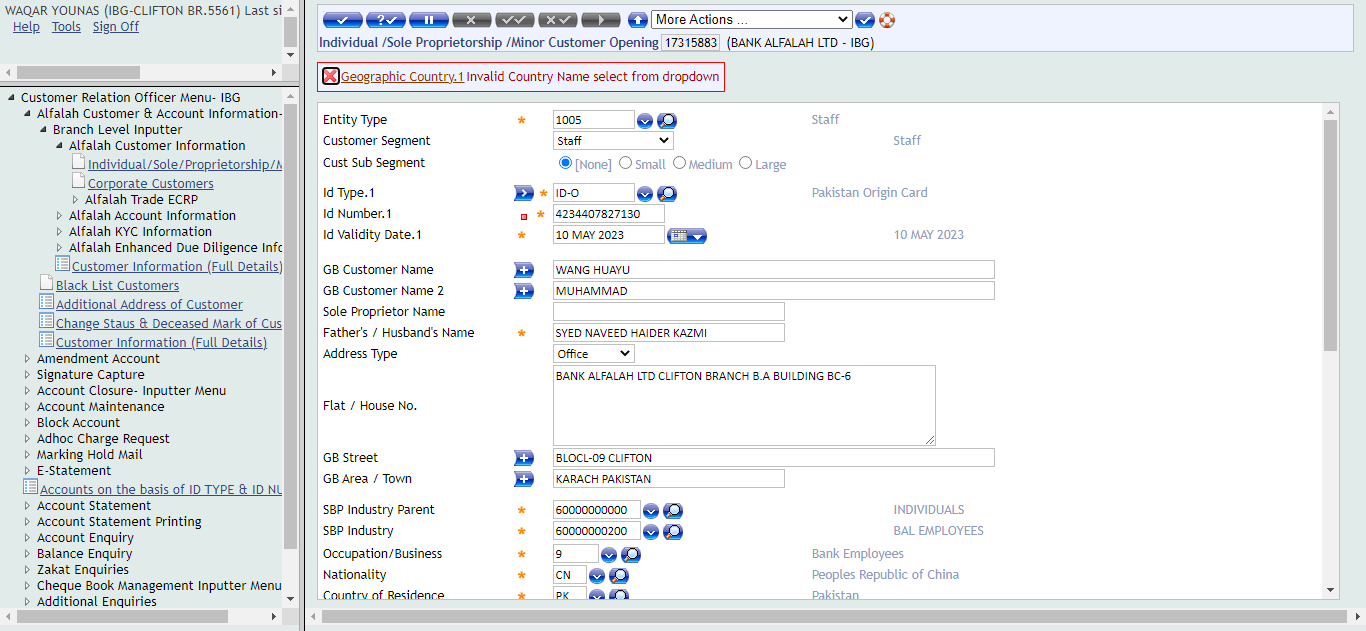 WAQAR YOUNAS (IBG-CLIFTON BR.5561) Last si
Help Tools Sign Off
Customer Relation Officer Menu- IBG
Alfalah Customer & Account Information-
Branch Level Inputter
Alfalah Customer Information
Individual/Sole/Proprietorship/M
Corporate Customers
Alfalah Trade ECRP
Alfalah Account Information
Alfalah KYC Information
Alfalah Enhanced Due Diligence Info
Customer Information (Full Details)
Black List Customers
Additional Address of Customer
Change Staus & Deceased Mark of Cus
Customer Information (Full Details)
Amendment Account
Signature Capture
Account Closure- Inputter Menu
Account Maintenance
Block Account
Adhoc Charge Request
Marking Hold Mail
E-Statement
Accounts on the basis of ID TYPE & ID NU
Account Statement
Account Statement Printing
Account Enquiry
Balance Enquiry
Zakat Enquiries
Cheque Book Management Inputter Menu
Additional Enquiries
More Actions ...
Individual /Sole Proprietorship /Minor Customer Opening 17315883 (BANK ALFALAH LTD - IBG)
Geographic Country.1 Invalid Country Name select from dropdown
Entity Type * 1005 Staff
Customer Segment Staff Staff
Cust Sub Segment [None] Small Medium Large
Id Type.1 * ID-O Pakistan Origin Card
Id Number.1 * 4234407827130
Id Validity Date.1 * 10 MAY 2023 10 MAY 2023
GB Customer Name WANG HUAYU
GB Customer Name 2 MUHAMMAD
Sole Proprietor Name
Father's / Husband's Name * SYED NAVEED HAIDER KAZMI
Address Type Office
Flat / House No. BANK ALFALAH LTD CLIFTON BRANCH B.A BUILDING BC-6
GB Street BLOCL-09 CLIFTON
GB Area / Town KARACH PAKISTAN
SBP Industry Parent * 60000000000 INDIVIDUALS
SBP Industry * 60000000200 BAL EMPLOYEES
Occupation/Business * 9 Bank Employees
Nationality * CN Peoples Republic of China
Country of Residence * PK Pakistan